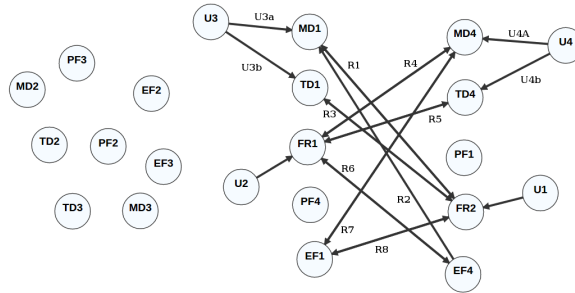 U3
U3a
MD1
MD4
U4A
U4
PF3
R1
R4
U3b
MD2
EF2
TD1
TD4
U4b
R3
R5
TD2
PF2
FR1
PF1
EF3
R6
U2
U1
TD3
MD3
PF4
R2
FR2
R7
R8
EF1
EF4